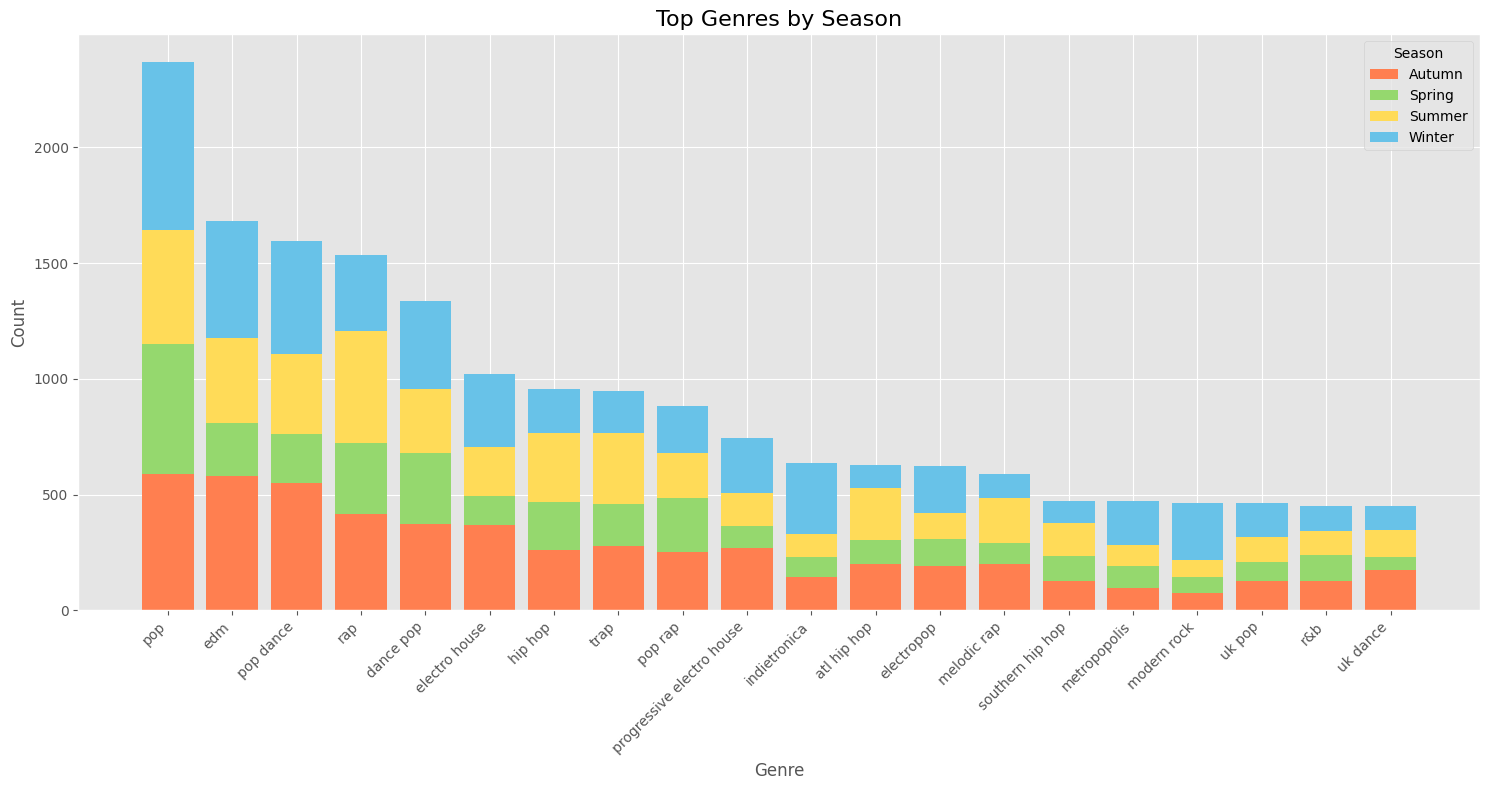 Top Genres by Season
Season
Autumn
Spring
Summer
Winter
Count
2000
1500
1000
500
0
pop
edm
pop dance
rap
dance pop
electro house
hip hop
trap
pop rap
progressive electro house
indietronica
atl hip hop
electropop
melodic rap
southern hip hop
metropopolis
modern rock
uk pop
r&b
uk dance
Genre